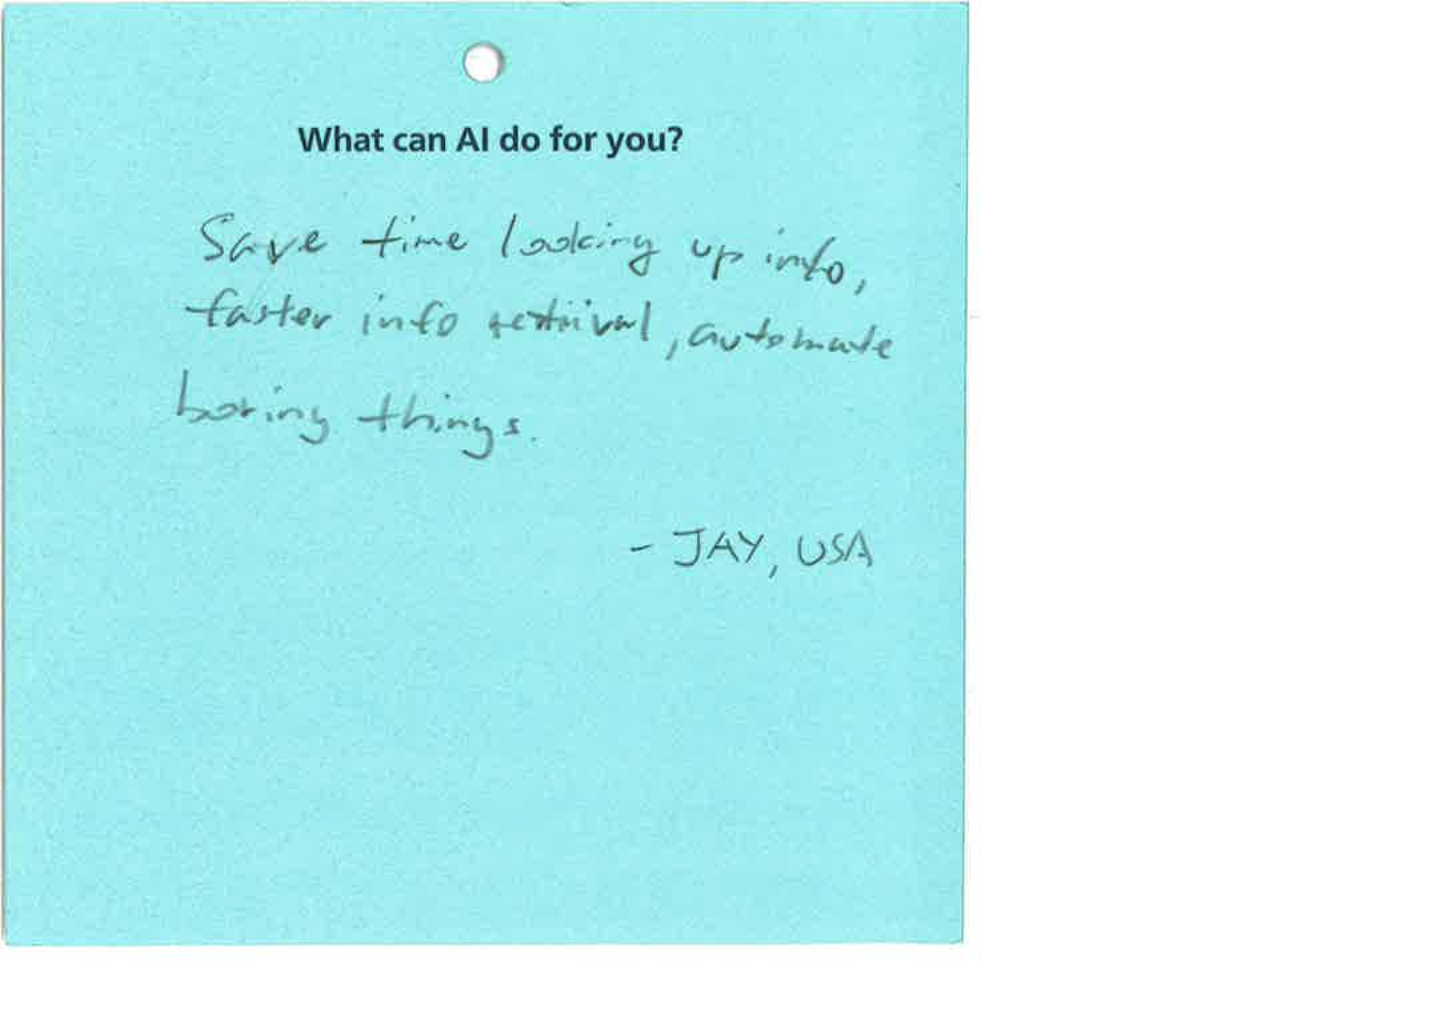 What can AI do for you?
Save time looking up info,
faster info retrival, automate
boring things.
- JAY, USA